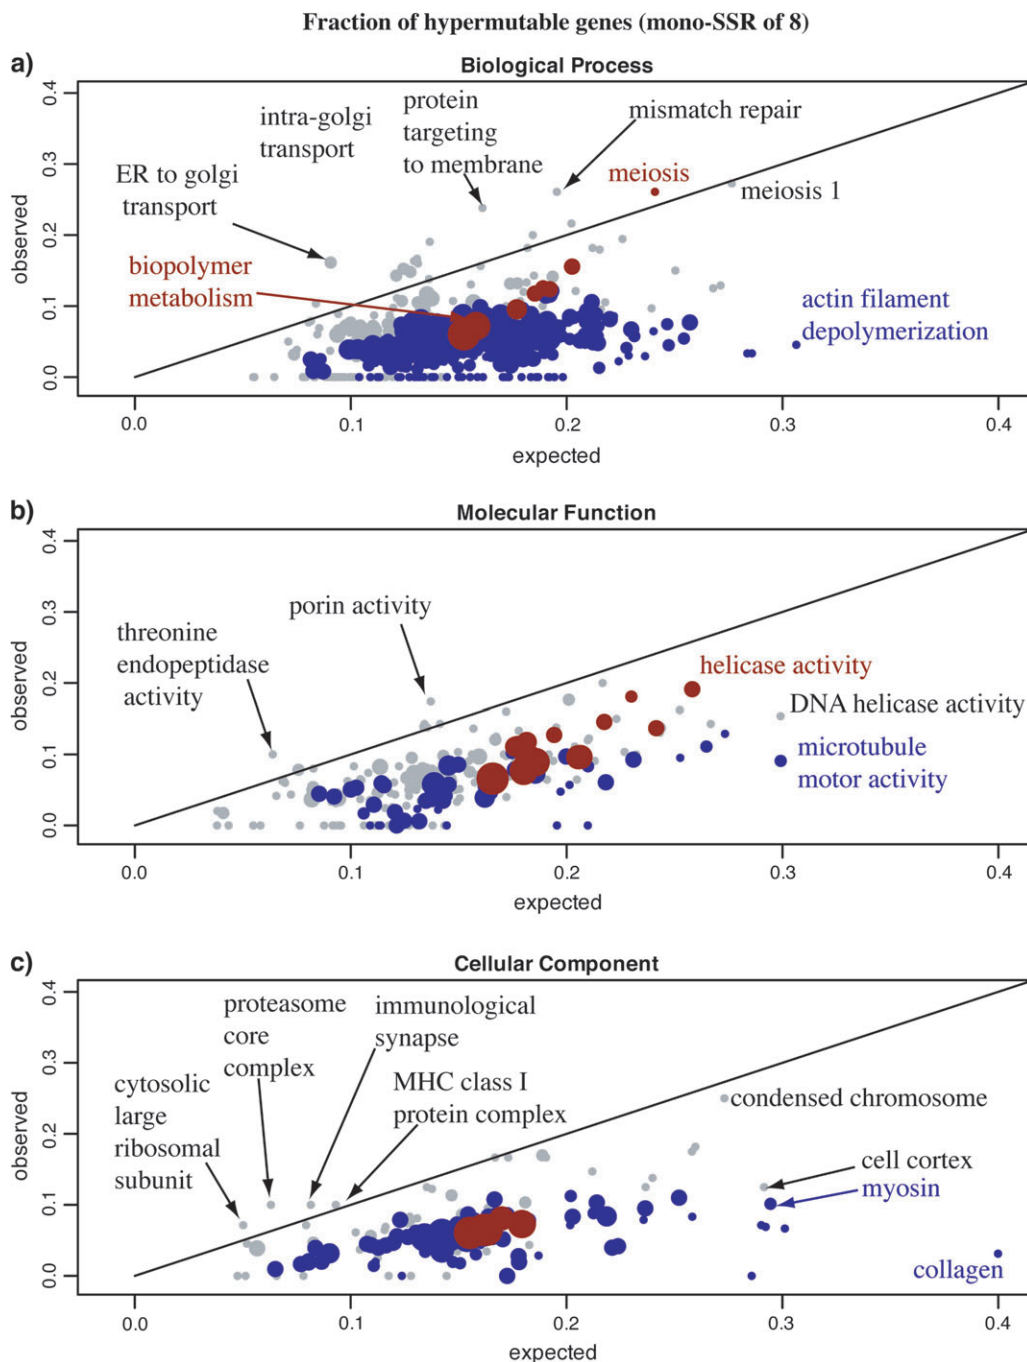 Fraction of hypermutable genes (mono-SSR of 8)
a)
Biological Process
observed
0.4
0.3
0.2
0.1
0.0
intra-golgi
transport
protein
targeting
to membrane
mismatch repair
ER to golgi
transport
meiosis
meiosis 1
biopolymer
metabolism
actin filament
depolymerization
0.0 0.1 0.2 0.3 0.4
expected
b)
Molecular Function
observed
0.4
0.3
0.2
0.1
0.0
porin activity
threonine
endopeptidase
activity
helicase activity
DNA helicase activity
microtubule
motor activity
0.0 0.1 0.2 0.3 0.4
expected
c)
Cellular Component
observed
0.4
0.3
0.2
0.1
0.0
proteasome
core
complex
immunological
synapse
cytosolic
large
ribosomal
subunit
MHC class I
protein complex
condensed chromosome
cell cortex
myosin
collagen
0.0 0.1 0.2 0.3 0.4
expected